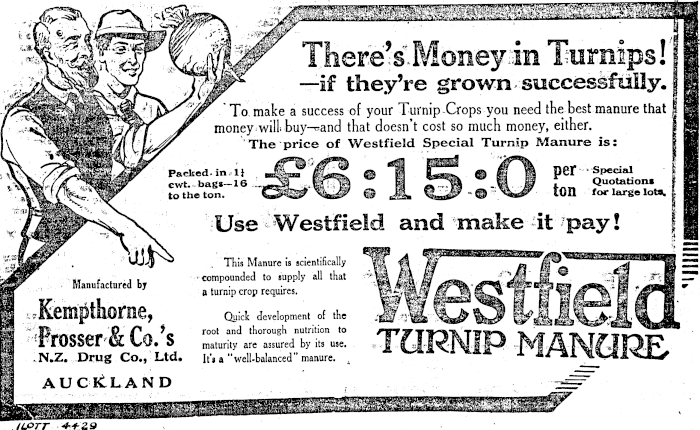 There's Money in Turnips!
—if they're grown successfully.
To make a success of your Turnip Crops you need the best manure that
money will buy—and that doesn't cost so much money, either.
The price of Westfield Special Turnip Manure is:
Packed in 1¼
cwt. bags—16
to the ton.
£6:15:0
per
ton
Special
Quotations
for large lots.
Use Westfield and make it pay!
Manufactured by
Kempthorne,
Prosser & Co.'s
N.Z. Drug Co., Ltd.
AUCKLAND
This Manure is scientifically
compounded to supply all that
a turnip crop requires.
Quick development of the
root and thorough nutrition to
maturity are assured by its use.
It's a "well-balanced" manure.
Westfield
TURNIP MANURE
ILOTT 4429